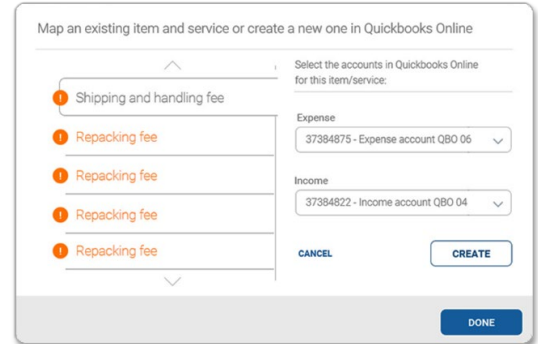 Map an existing item and service or create a new one in Quickbooks Online
Shipping and handling fee
Repacking fee
Repacking fee
Repacking fee
Repacking fee
Select the accounts in Quickbooks Online
for this item/service:
Expense
37384875 - Expense account QBO 06
Income
37384822 - Income account QBO 04
CANCEL
CREATE
DONE